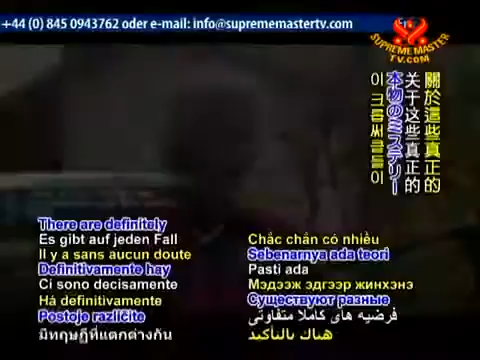 +44 (0) 845 0943762 oder e-mail: info@suprememastertv.com
SUPREME MASTER
TV.COM
關於這些真正的
关于这些真正的
本物のミステリー
이 크롭써클들이
There are definitely
Es gibt auf jeden Fall
Il y a sans aucun doute
Definitivamente hay
Ci sono decisamente
Há definitivamente
Postoje različite
มีทฤษฎีที่แตกต่างกัน
Chắc chắn có nhiều
Sebenarnya ada teori
Pasti ada
Мэдээж эдгээр жинхэнэ
Существуют разные
فرضیه های کاملا متفاوتی
هناك بالتأكيد